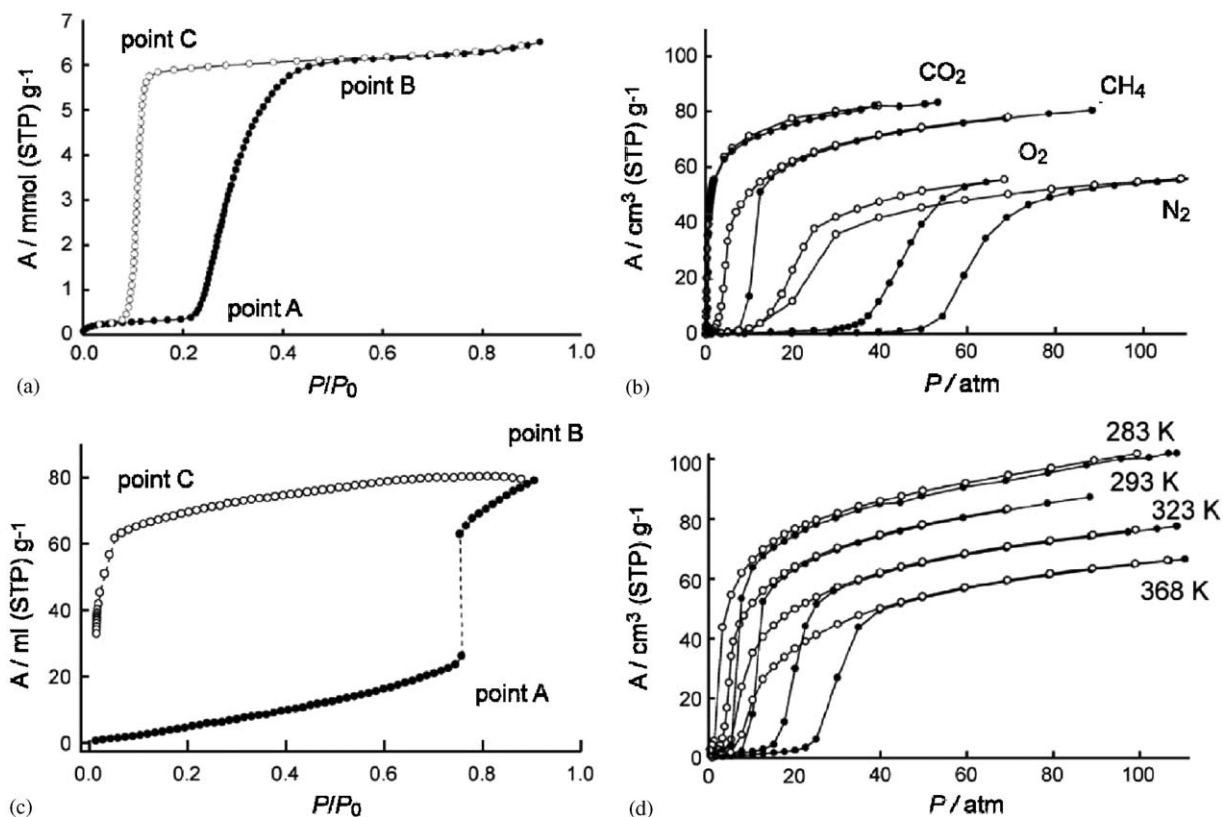 7
6
5
4
3
2
1
0
A / mmol (STP) g-1
point C
point B
point A
0.0 0.2 0.4 0.6 0.8 1.0
P/P0
(a)
100
80
60
40
20
0
A / cm3 (STP) g-1
CO2
CH4
O2
N2
0 20 40 60 80 100
P / atm
(b)
80
60
40
20
0
A / ml (STP) g-1
point B
point C
point A
0.0 0.2 0.4 0.6 0.8 1.0
P/P0
(c)
100
80
60
40
20
0
A / cm3 (STP) g-1
283 K
293 K
323 K
368 K
0 20 40 60 80 100
P / atm
(d)